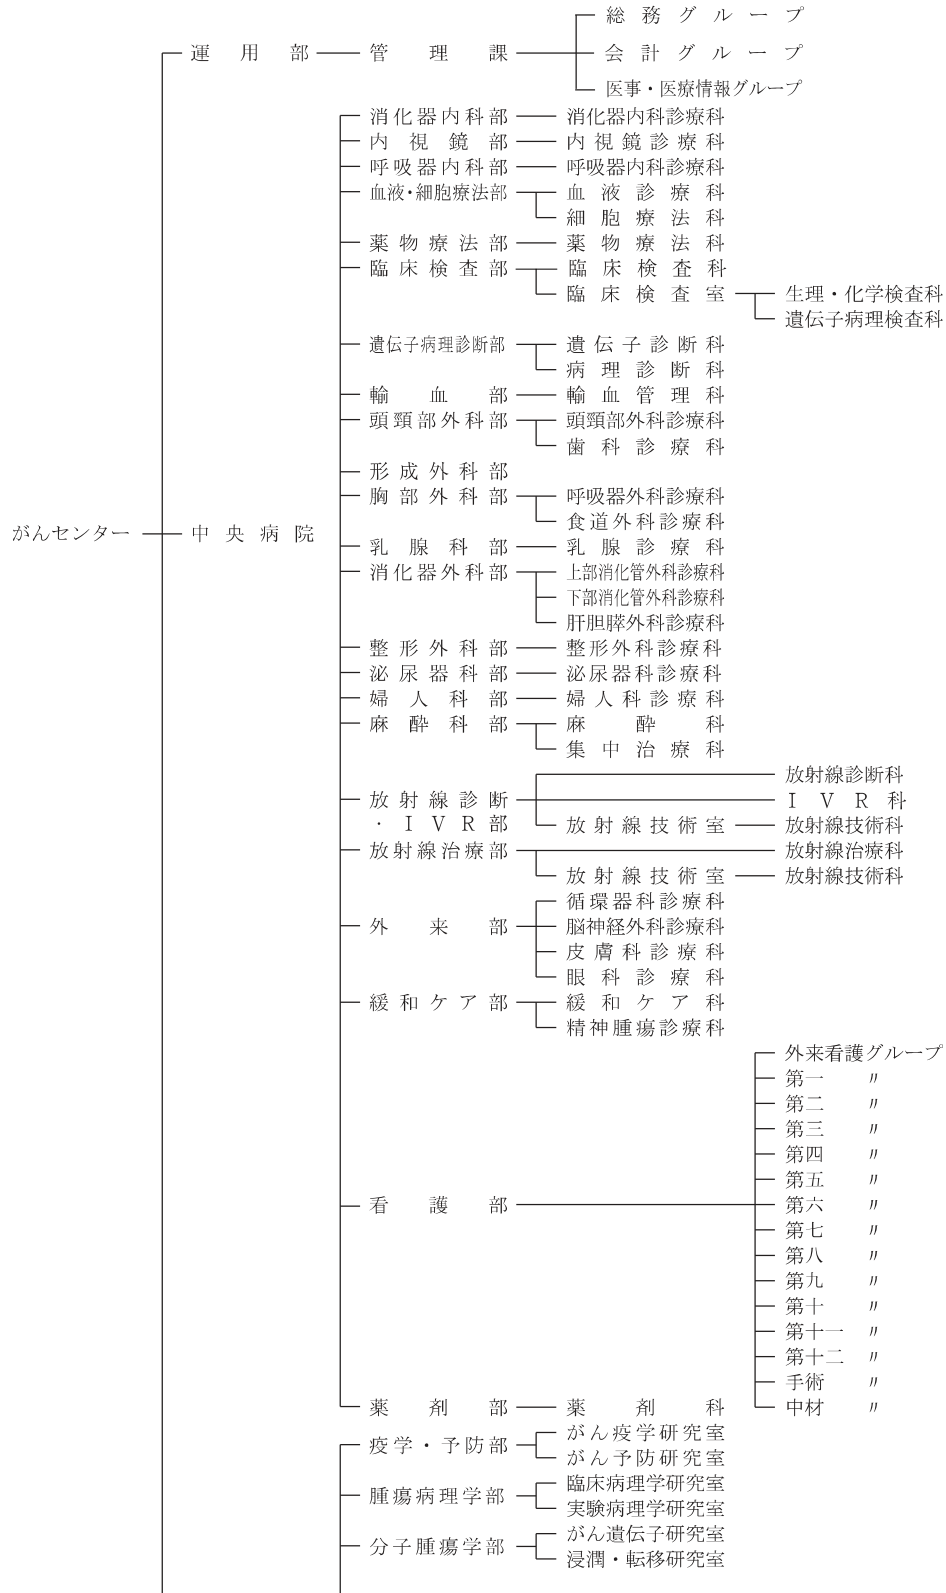 総務グループ
運用部 管理課 会計グループ
医事・医療情報グループ
消化器内科部 消化器内科診療科
内視鏡部 内視鏡診療科
呼吸器内科部 呼吸器内科診療科
血液・細胞療法部 血液診療科
細胞療法科
薬物療法部 薬物療法科
臨床検査部 臨床検査科
臨床検査室 生理・化学検査科
遺伝子病理検査科
遺伝子病理診断部 遺伝子診断科
病理診断科
輸血部 輸血管理科
頭頸部外科部 頭頸部外科診療科
歯科診療科
形成外科部
胸部外科部 呼吸器外科診療科
食道外科診療科
がんセンター 中央病院
乳腺科部 乳腺診療科
消化器外科部 上部消化管外科診療科
下部消化管外科診療科
肝胆膵外科診療科
整形外科部 整形外科診療科
泌尿器科部 泌尿器科診療科
婦人科部 婦人科診療科
麻酔科部 麻酔科
集中治療科
放射線診断科
放射線診断 IVR科
・IVR部 放射線技術室 放射線技術科
放射線治療部 放射線治療科
放射線技術室 放射線技術科
循環器科診療科
外来部 脳神経外科診療科
皮膚科診療科
眼科診療科
緩和ケア部 緩和ケア科
精神腫瘍診療科
外来看護グループ
第一 〃
第二 〃
第三 〃
第四 〃
第五 〃
看護部 第六 〃
第七 〃
第八 〃
第九 〃
第十 〃
第十一 〃
第十二 〃
手術 〃
薬剤部 薬剤科 中材 〃
がん疫学研究室
疫学・予防部
がん予防研究室
臨床病理学研究室
腫瘍病理学部
実験病理学研究室
がん遺伝子研究室
分子腫瘍学部
浸潤・転移研究室